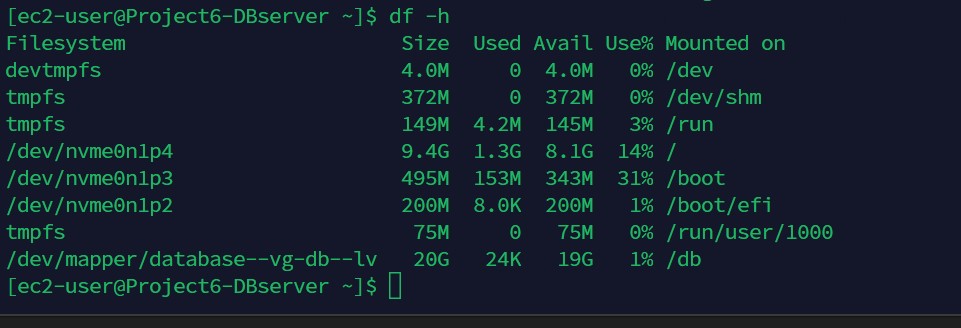 [ec2-user@Project6-DBserver ~]$ df -h
Filesystem Size Used Avail Use% Mounted on
devtmpfs 4.0M 0 4.0M 0% /dev
tmpfs 372M 0 372M 0% /dev/shm
tmpfs 149M 4.2M 145M 3% /run
/dev/nvme0n1p4 9.4G 1.3G 8.1G 14% /
/dev/nvme0n1p3 495M 153M 343M 31% /boot
/dev/nvme0n1p2 200M 8.0K 200M 1% /boot/efi
tmpfs 75M 0 75M 0% /run/user/1000
/dev/mapper/database--vg-db--lv 20G 24K 19G 1% /db
[ec2-user@Project6-DBserver ~]$